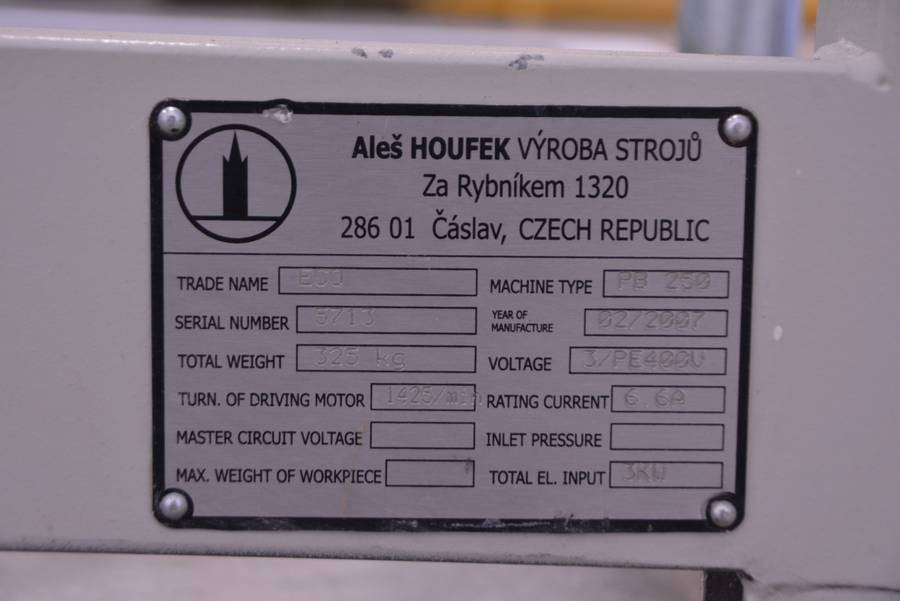 Aleš HOUFEK VÝROBA STROJŮ
Za Rybníkem 1320
286 01 Čáslav, CZECH REPUBLIC
TRADE NAME MACHINE TYPE PB 250
SERIAL NUMBER YEAR OF MANUFACTURE 02/2007
TOTAL WEIGHT 325 kg VOLTAGE 3/PE400V
TURN. OF DRIVING MOTOR 1425/min RATING CURRENT 6.6A
MASTER CIRCUIT VOLTAGE INLET PRESSURE
MAX. WEIGHT OF WORKPIECE TOTAL EL. INPUT 3KW